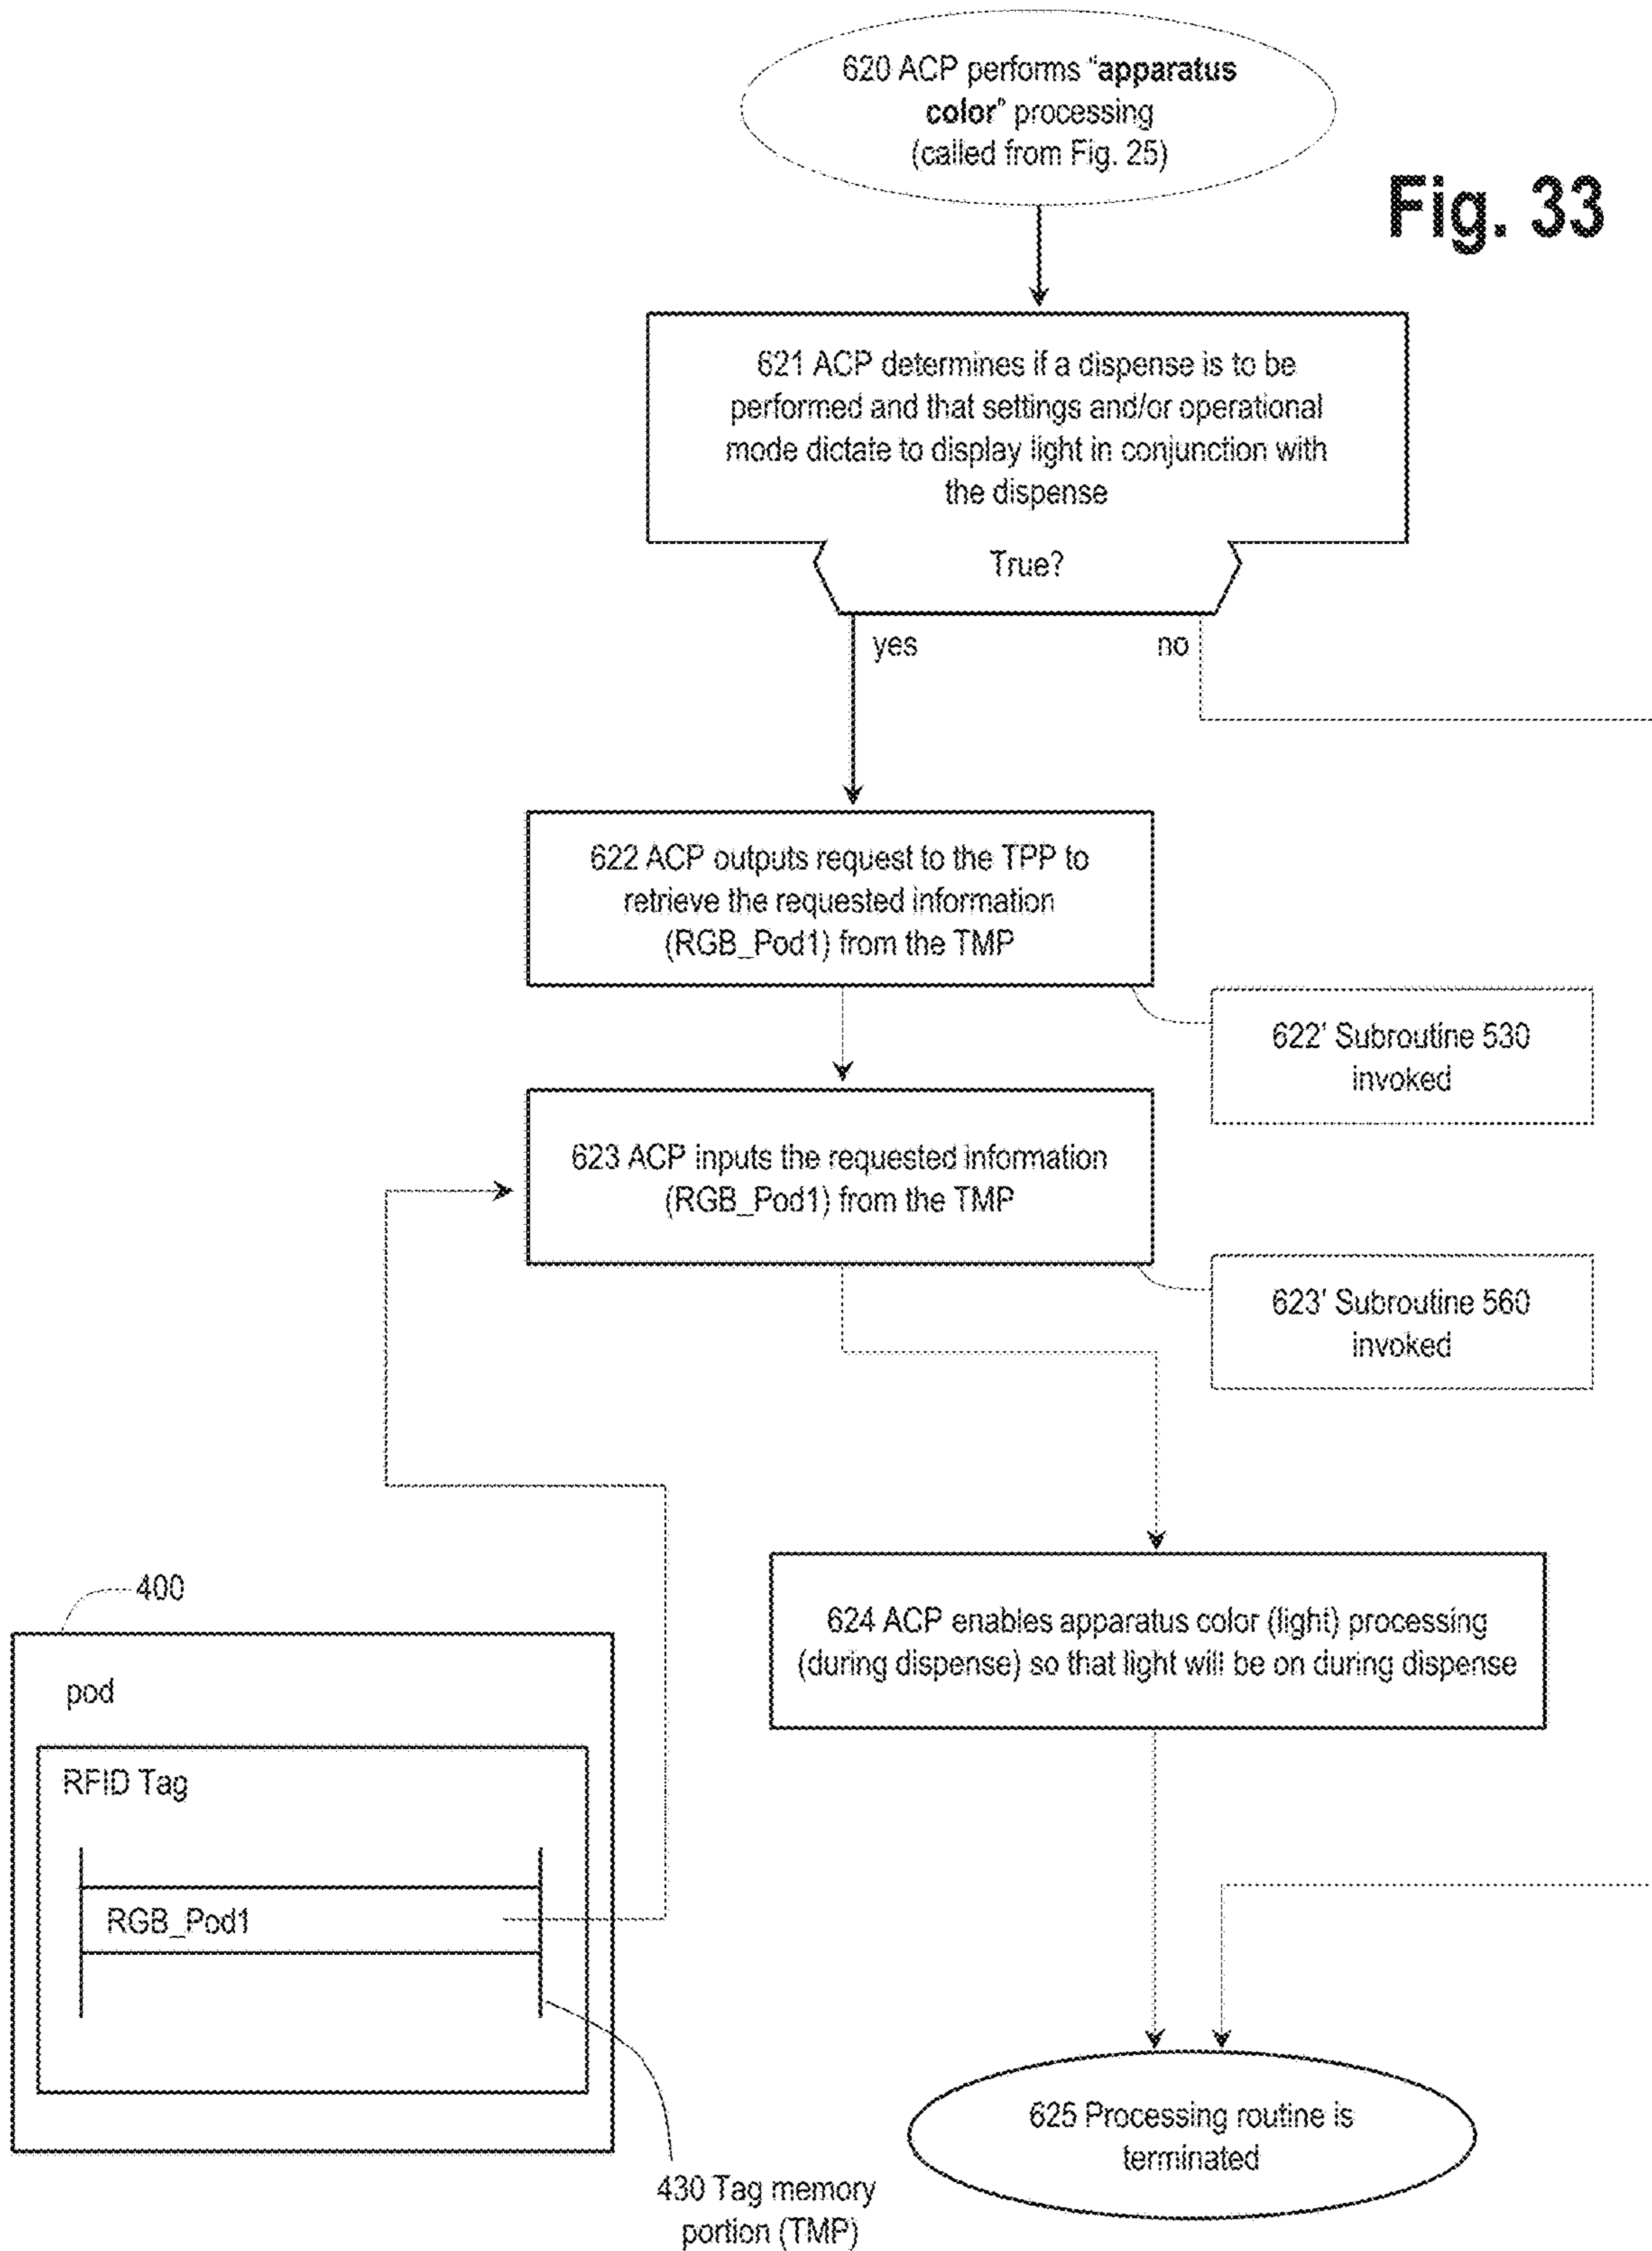 620 ACP performs "apparatus
color" processing
(called from Fig. 25)
Fig. 33
621 ACP determines if a dispense is to be
performed and that settings and/or operational
mode dictate to display light in conjunction with
the dispense
True?
yes
no
622 ACP outputs request to the TPP to
retrieve the requested information
(RGB_Pod1) from the TMP
622' Subroutine 530
invoked
623 ACP inputs the requested information
(RGB_Pod1) from the TMP
623' Subroutine 560
invoked
624 ACP enables apparatus color (light) processing
(during dispense) so that light will be on during dispense
400
pod
RFID Tag
RGB_Pod1
430 Tag memory
portion (TMP)
625 Processing routine is
terminated